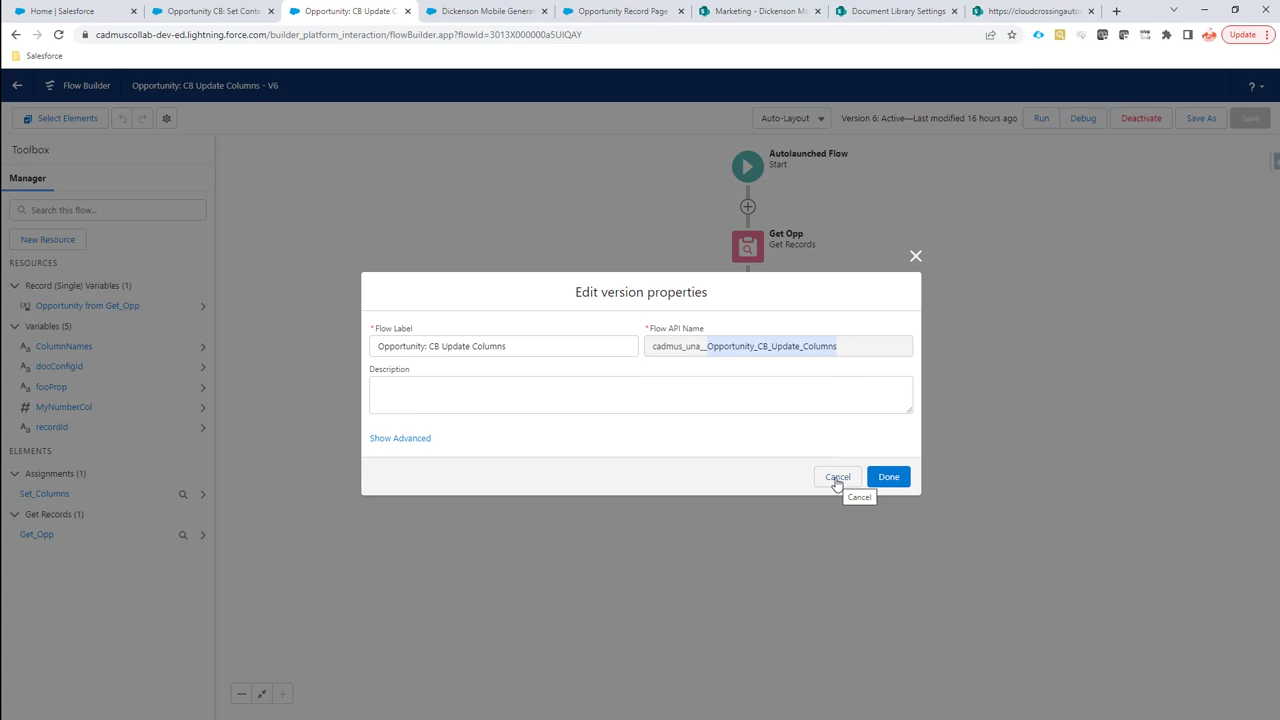 Home | Salesforce
Opportunity CB: Set Conte
Opportunity: CB Update C
Dickenson Mobile Genera
Opportunity Record Page
Marketing - Dickenson Mo
Document Library Settings
https://cloudcrossingauto
cadmuscollab-dev-ed.lightning.force.com/builder_platform_interaction/flowBuilder.app?flowId=3013X000000a5UIQAY
Update
Salesforce
Flow Builder
Opportunity: CB Update Columns - V6
?
Select Elements
Auto-Layout
Version 6: Active—Last modified 16 hours ago
Run
Debug
Deactivate
Save As
Save
Toolbox
Manager
Search this flow...
New Resource
RESOURCES
Record (Single) Variables (1)
Opportunity from Get_Opp
Variables (5)
ColumnNames
docConfigId
fooProp
MyNumberCol
recordId
ELEMENTS
Assignments (1)
Set_Columns
Get Records (1)
Get_Opp
Autolaunched Flow
Start
Get Opp
Get Records
Edit version properties
* Flow Label
Opportunity: CB Update Columns
* Flow API Name
cadmus_una__Opportunity_CB_Update_Columns
Description
Show Advanced
Cancel
Done
Cancel